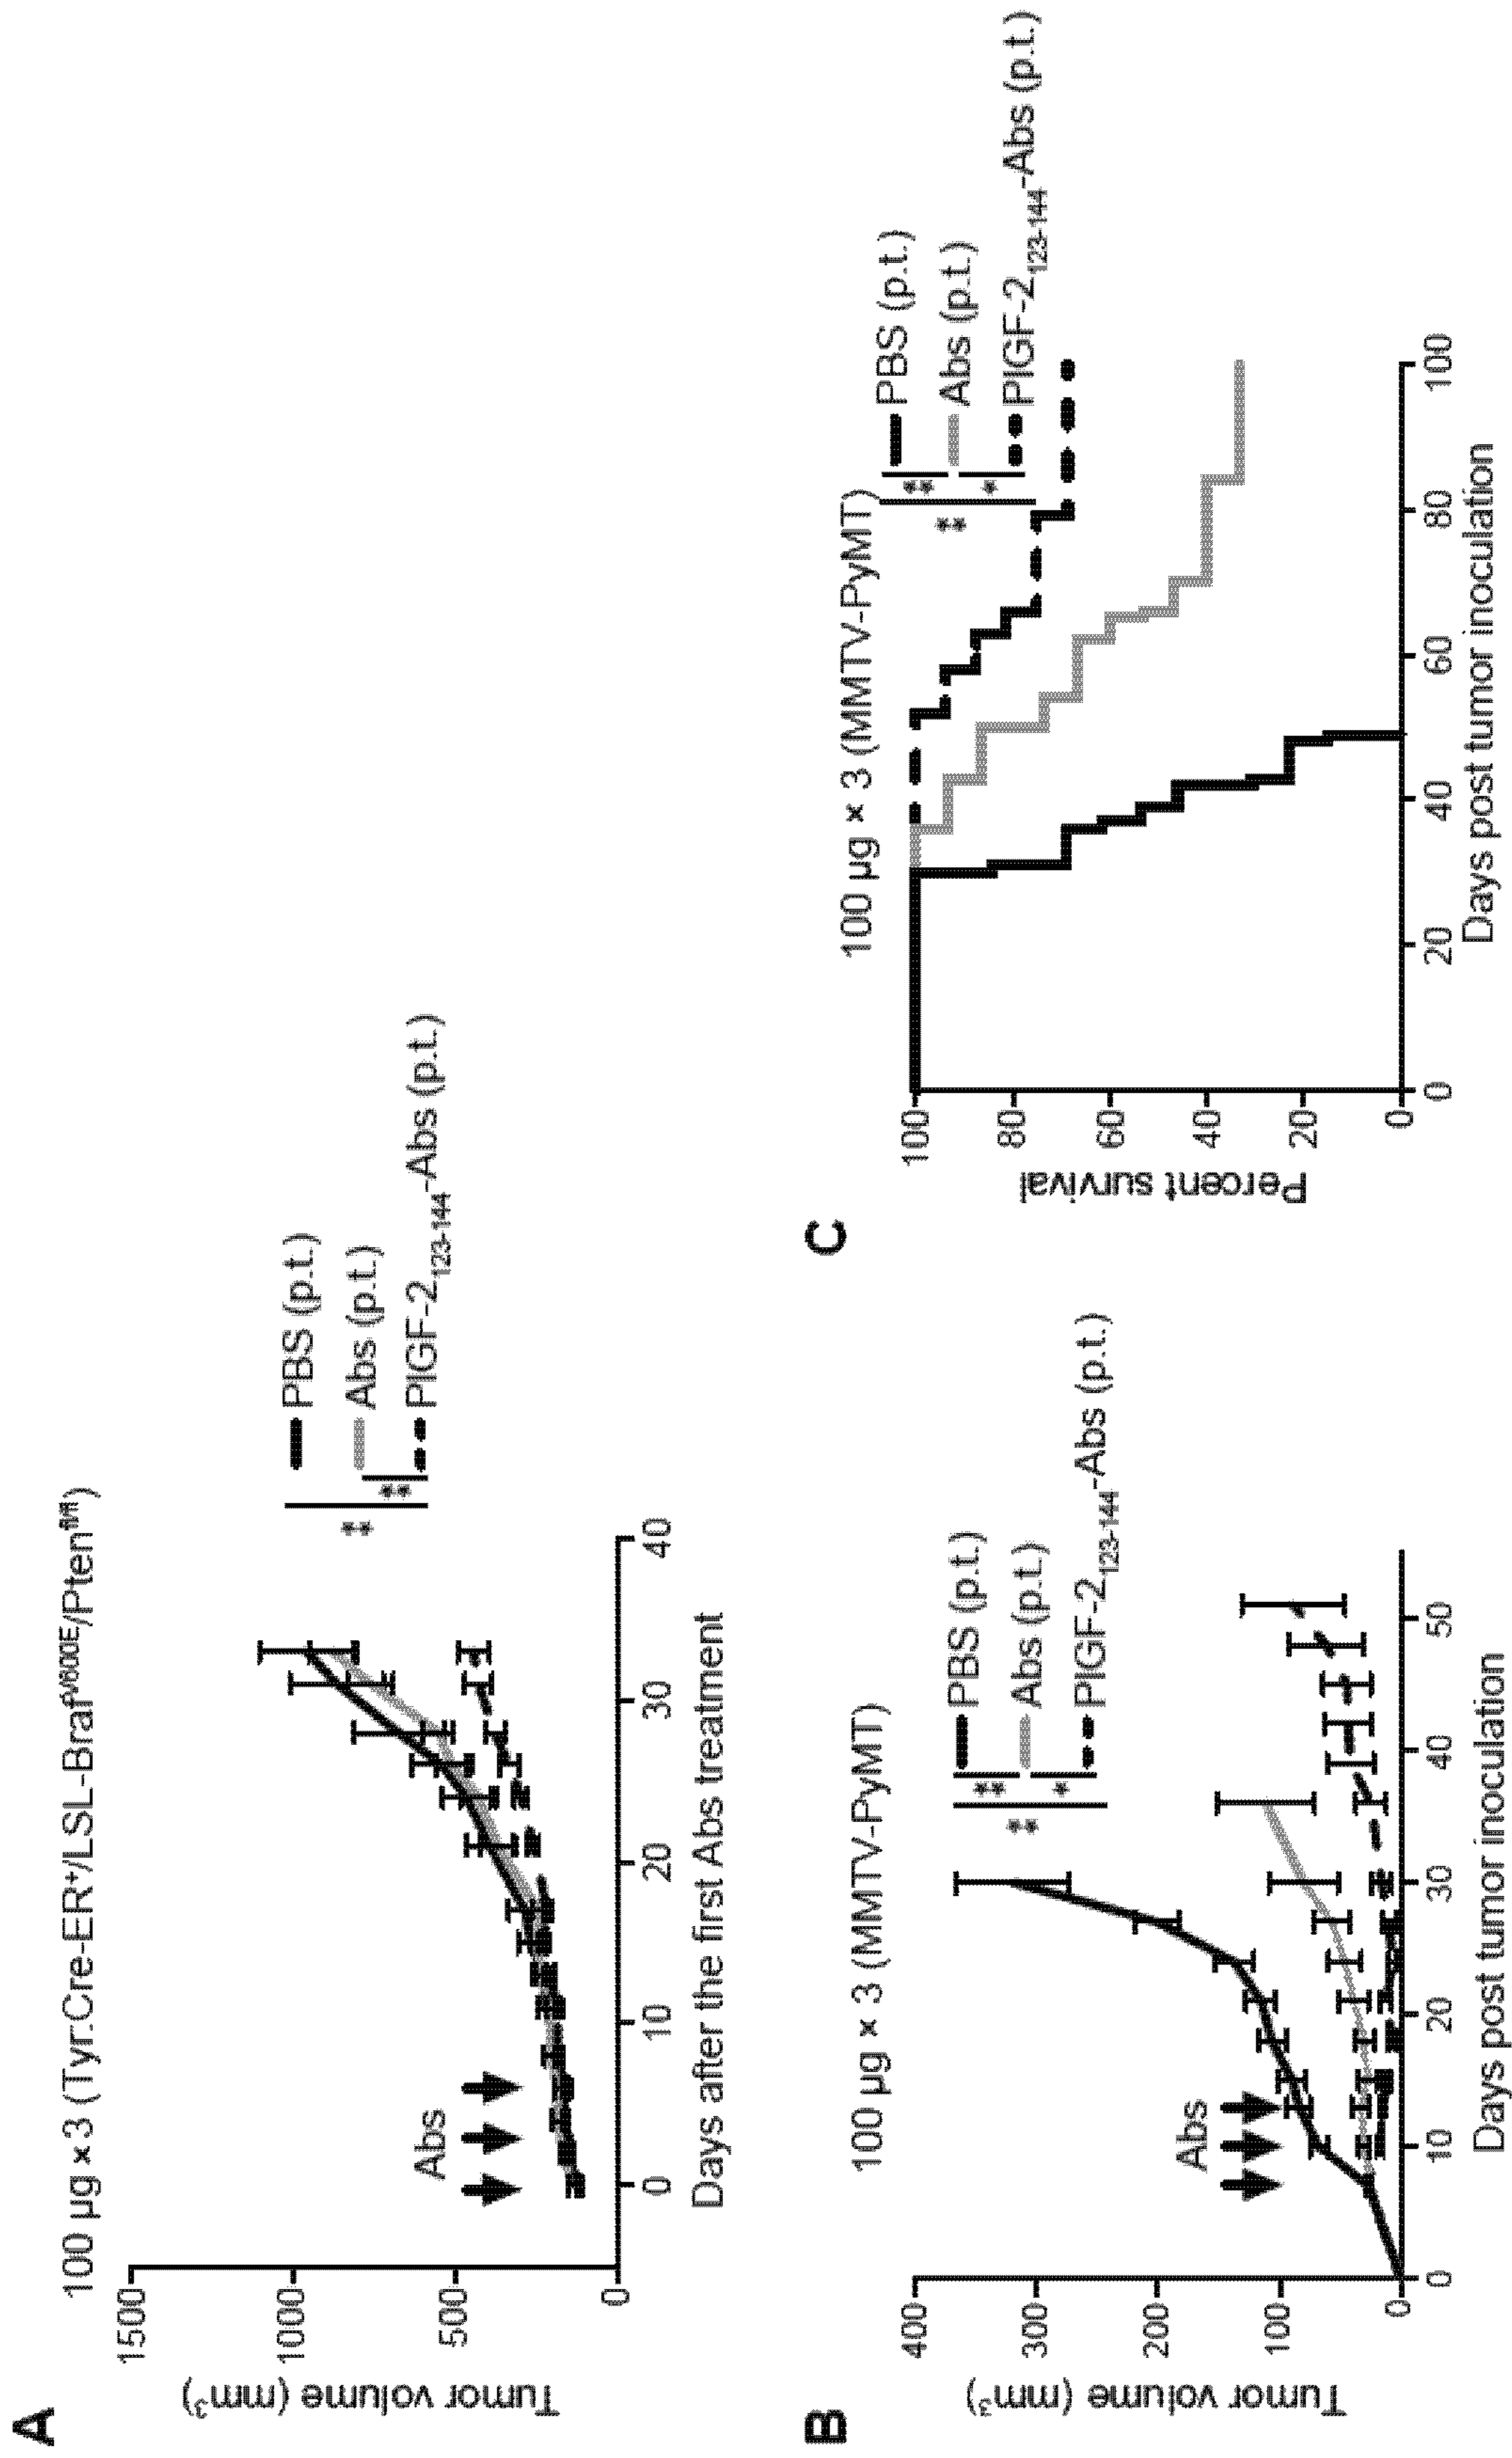 A
100 µg × 3 (Tyr:Cre-ER⁺/LSL-Braf^V600E/Pten^fl/fl)
Tumor volume (mm³)
1500
1000
500
0
Abs
0 10 20 30 40
Days after the first Abs treatment
PBS (p.t.)
Abs (p.t.)
PlGF-2₁₂₃₋₁₄₄-Abs (p.t.)
**
**
B
100 µg × 3 (MMTV-PyMT)
Tumor volume (mm³)
400
300
200
100
0
Abs
0 10 20 30 40 50
Days post tumor inoculation
PBS (p.t.)
Abs (p.t.)
PlGF-2₁₂₃₋₁₄₄-Abs (p.t.)
**
**
*
C
100 µg × 3 (MMTV-PyMT)
Percent survival
100
80
60
40
20
0
0 20 40 60 80 100
Days post tumor inoculation
PBS (p.t.)
Abs (p.t.)
PlGF-2₁₂₃₋₁₄₄-Abs (p.t.)
**
**
*